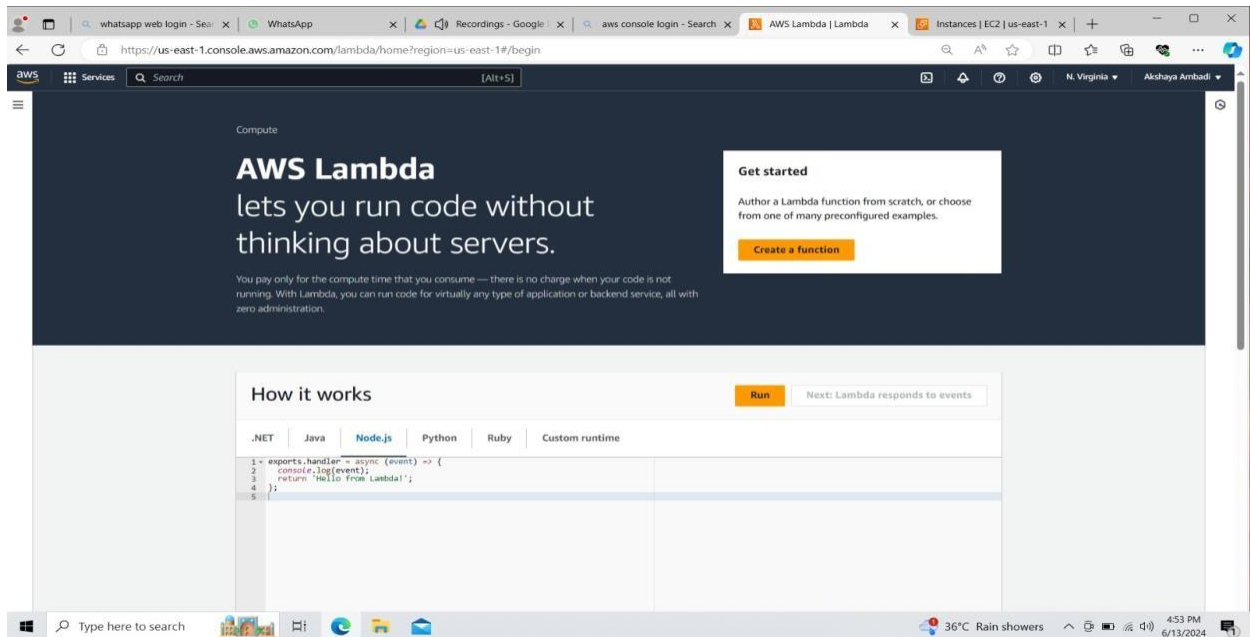 whatsapp web login - Sea
WhatsApp
Recordings - Google
aws console login - Search
AWS Lambda | Lambda
Instances | EC2 | us-east-1
https://us-east-1.console.aws.amazon.com/lambda/home?region=us-east-1#/begin
aws
Services
Search
[Alt+S]
N. Virginia
Akshaya Ambadi
Compute
AWS Lambda
lets you run code without
thinking about servers.
You pay only for the compute time that you consume — there is no charge when your code is not
running. With Lambda, you can run code for virtually any type of application or backend service, all with
zero administration.
Get started
Author a Lambda function from scratch, or choose
from one of many preconfigured examples.
Create a function
How it works
Run
Next: Lambda responds to events
.NET
Java
Node.js
Python
Ruby
Custom runtime
1 exports.handler = async (event) => {
2 console.log(event);
3 return 'Hello from Lambda!';
4 };
5
Type here to search
36°C Rain showers
4:53 PM
6/13/2024